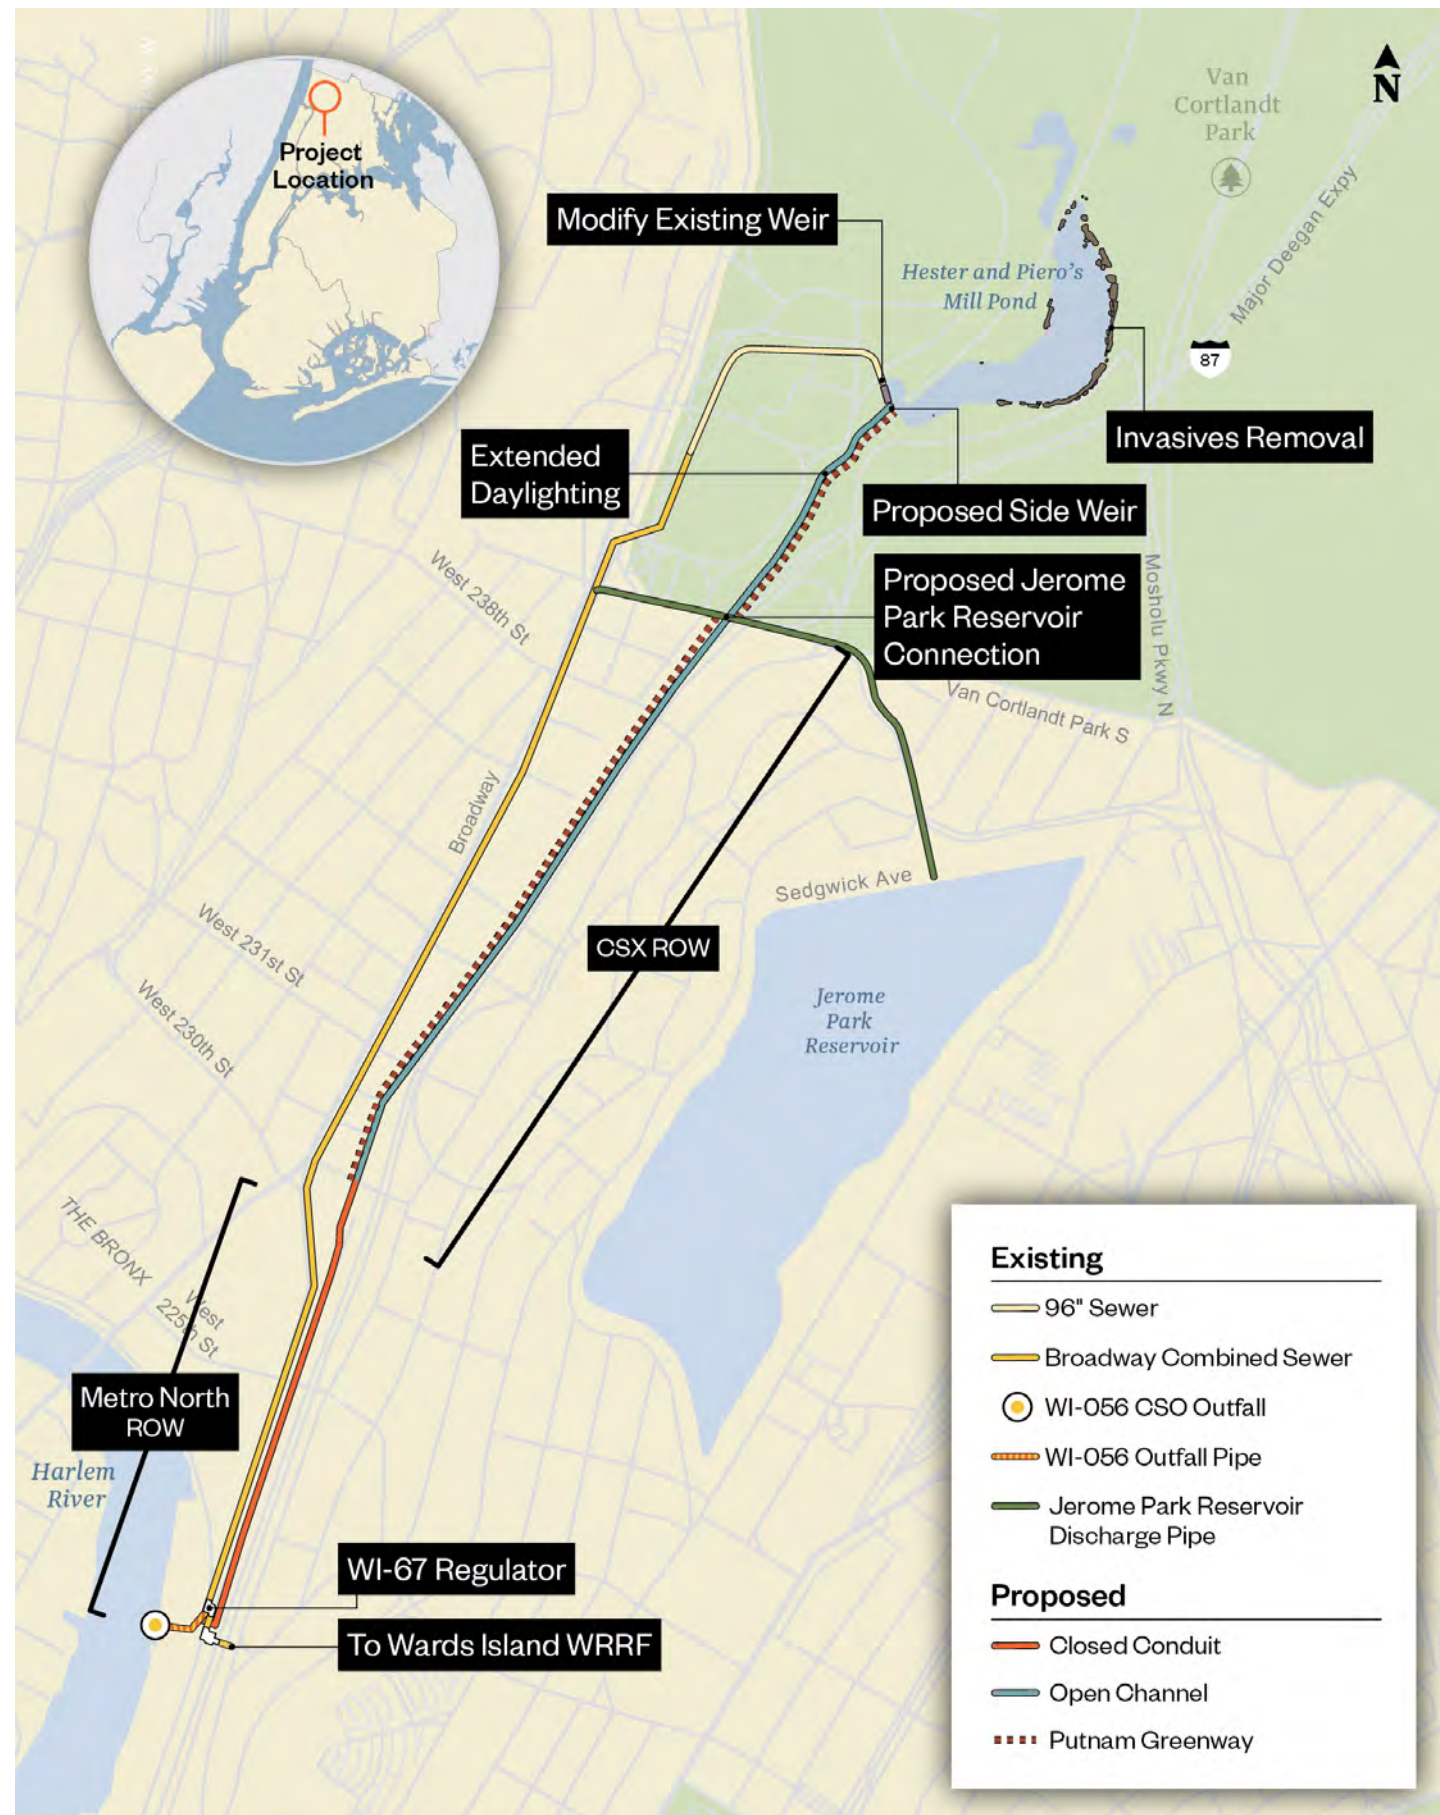 N
Van
Cortlandt
Park
Project
Location
Modify Existing Weir
Hester and Piero's
Mill Pond
Major Deegan Expy
87
Invasives Removal
Extended
Daylighting
Proposed Side Weir
Proposed Jerome
Park Reservoir
Connection
West 238th St
Mosholu Pkwy N
Van Cortlandt Park S
Broadway
Sedgwick Ave
CSX ROW
West 231st St
West 230th St
Jerome
Park
Reservoir
THE BRONX
West
225th St
Metro North
ROW
Harlem
River
WI-67 Regulator
To Wards Island WRRF
Existing
96" Sewer
Broadway Combined Sewer
WI-056 CSO Outfall
WI-056 Outfall Pipe
Jerome Park Reservoir
Discharge Pipe
Proposed
Closed Conduit
Open Channel
Putnam Greenway